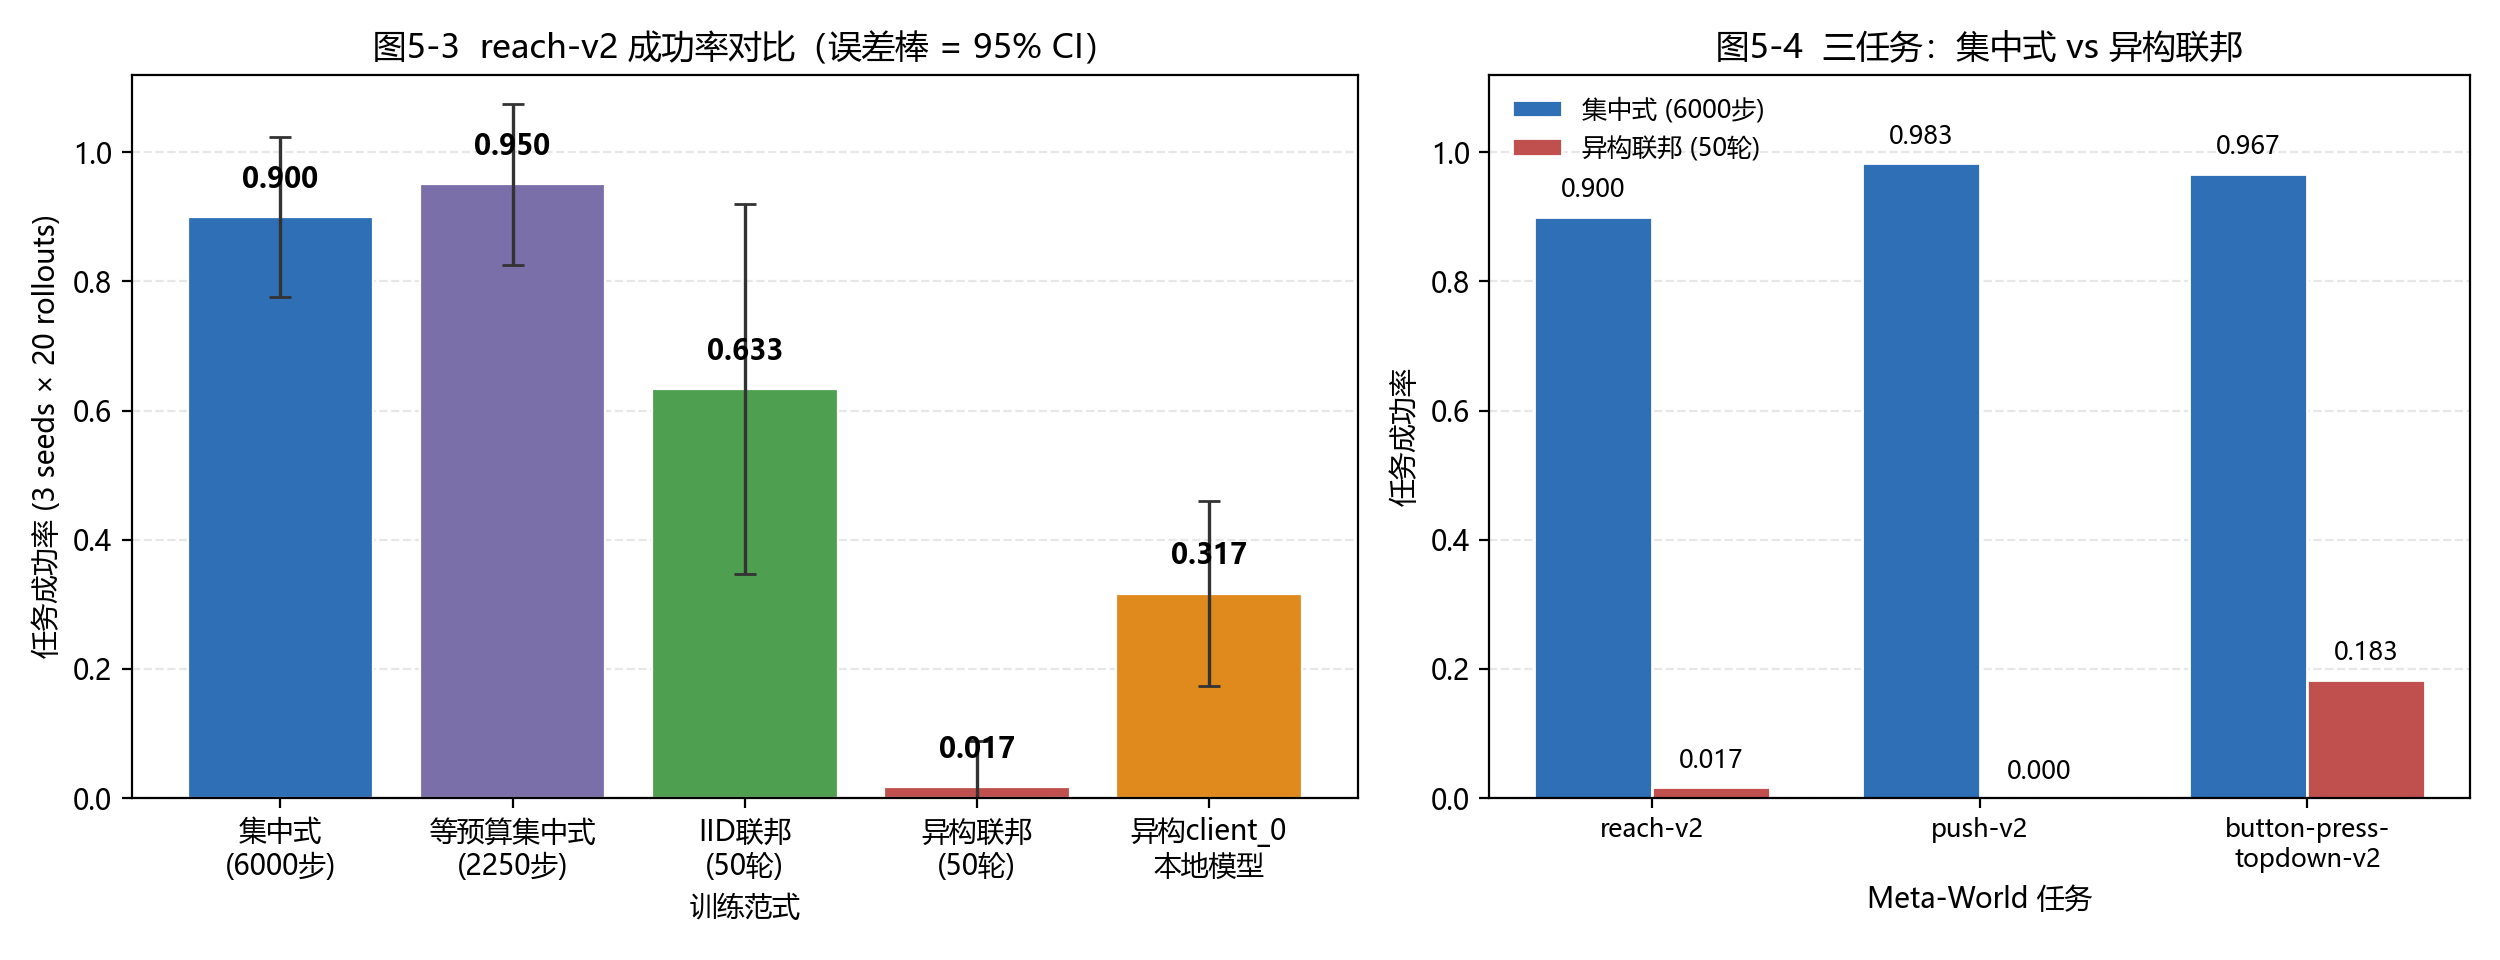 图5-3 reach-v2 成功率对比（误差棒 = 95% CI）
任务成功率 (3 seeds × 20 rollouts)
1.0
0.8
0.6
0.4
0.2
0.0
0.900
0.950
0.633
0.017
0.317
集中式
(6000步)
等预算集中式
(2250步)
IID联邦
(50轮)
异构联邦
(50轮)
异构client_0
本地模型
训练范式
图5-4 三任务：集中式 vs 异构联邦
集中式 (6000步)
异构联邦 (50轮)
任务成功率
1.0
0.8
0.6
0.4
0.2
0.0
0.900
0.017
0.983
0.000
0.967
0.183
reach-v2
push-v2
button-press-
topdown-v2
Meta-World 任务